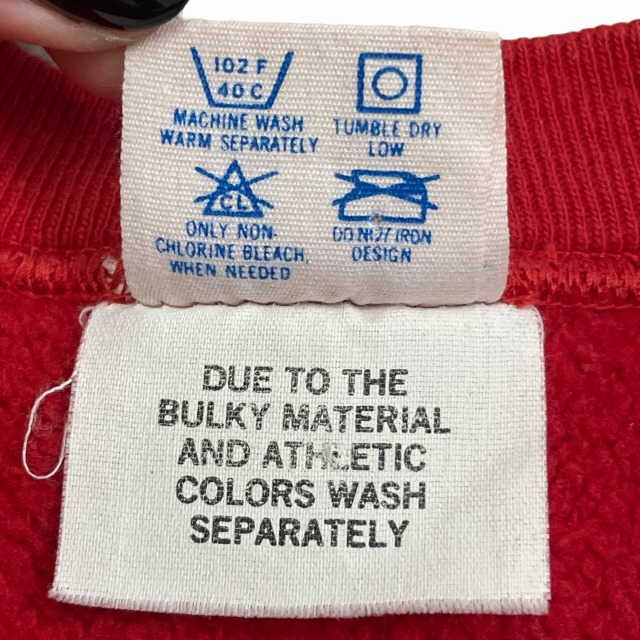 102 F
40 C
MACHINE WASH
WARM SEPARATELY
TUMBLE DRY
LOW
CL
ONLY NON-
CHLORINE BLEACH,
WHEN NEEDED
DO NOT IRON
DESIGN
DUE TO THE
BULKY MATERIAL
AND ATHLETIC
COLORS WASH
SEPARATELY